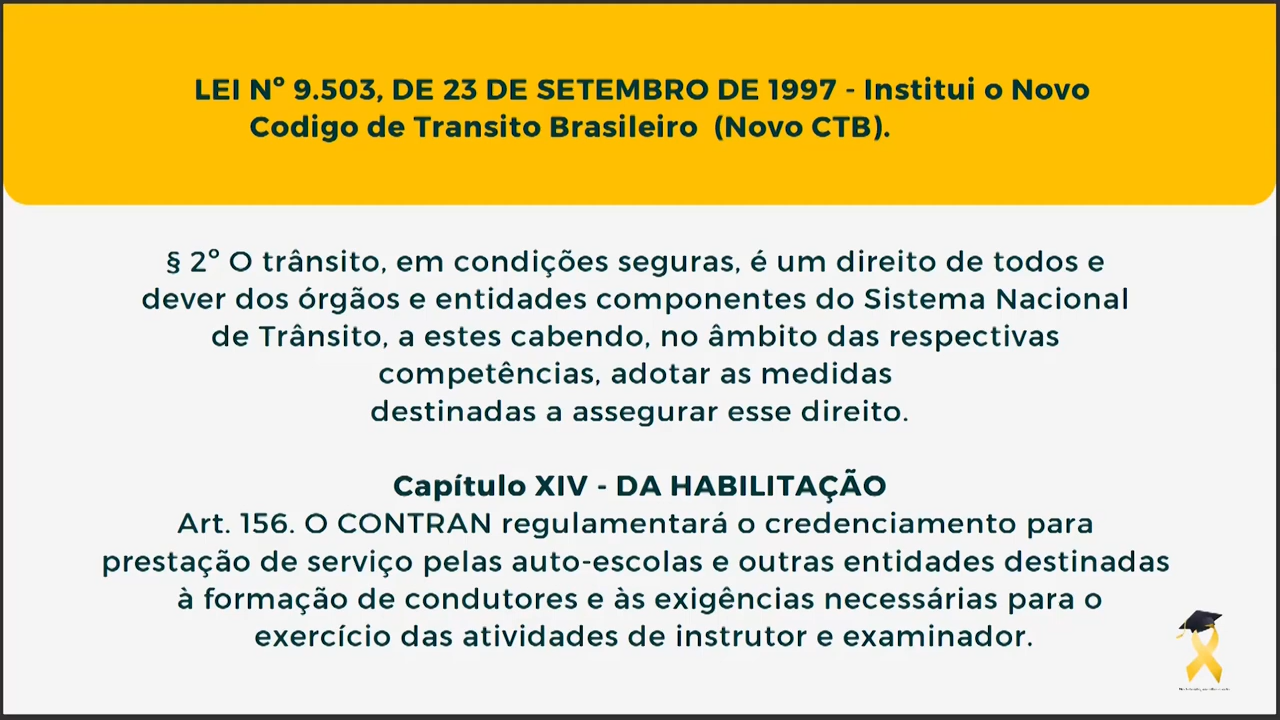 LEI Nº 9.503, DE 23 DE SETEMBRO DE 1997 - Institui o Novo
Codigo de Transito Brasileiro (Novo CTB).
§ 2º O trânsito, em condições seguras, é um direito de todos e
dever dos órgãos e entidades componentes do Sistema Nacional
de Trânsito, a estes cabendo, no âmbito das respectivas
competências, adotar as medidas
destinadas a assegurar esse direito.
Capítulo XIV - DA HABILITAÇÃO
Art. 156. O CONTRAN regulamentará o credenciamento para
prestação de serviço pelas auto-escolas e outras entidades destinadas
à formação de condutores e às exigências necessárias para o
exercício das atividades de instrutor e examinador.